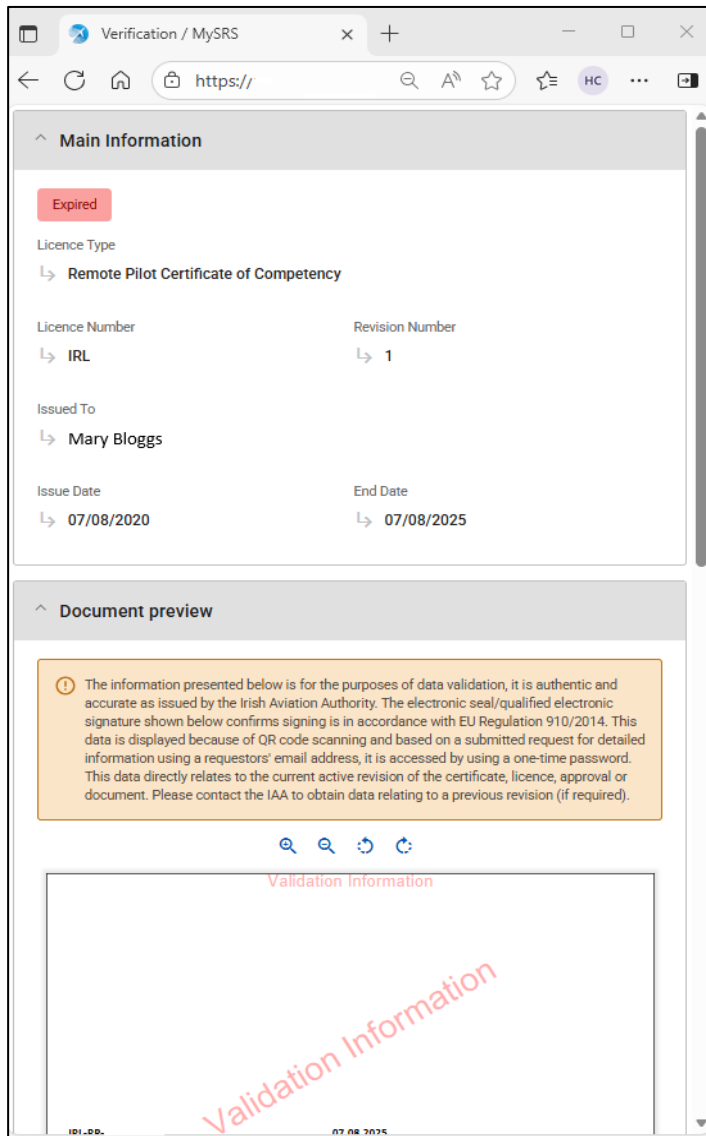 Verification / MySRS
https://
HC
Main Information
Expired
Licence Type
Remote Pilot Certificate of Competency
Licence Number Revision Number
IRL 1
Issued To
Mary Bloggs
Issue Date End Date
07/08/2020 07/08/2025
Document preview
The information presented below is for the purposes of data validation, it is authentic and
accurate as issued by the Irish Aviation Authority. The electronic seal/qualified electronic
signature shown below confirms signing is in accordance with EU Regulation 910/2014. This
data is displayed because of QR code scanning and based on a submitted request for detailed
information using a requestors' email address, it is accessed by using a one-time password.
This data directly relates to the current active revision of the certificate, licence, approval or
document. Please contact the IAA to obtain data relating to a previous revision (if required).
Validation Information
Validation Information
IRL-RP- 07.08.2025